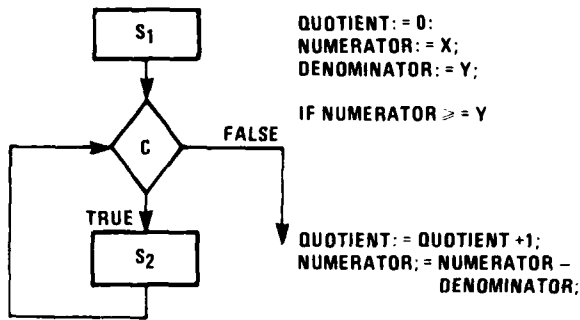 S1
QUOTIENT: = 0:
NUMERATOR: = X;
DENOMINATOR: = Y;
IF NUMERATOR ⩾ = Y
C
FALSE
TRUE
S2
QUOTIENT: = QUOTIENT +1;
NUMERATOR; = NUMERATOR –
DENOMINATOR;